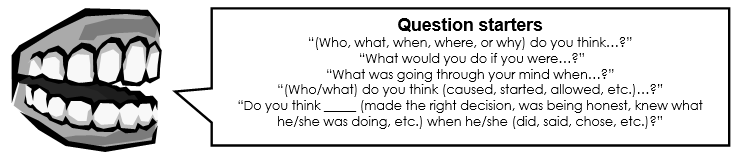 Question starters
“(Who, what, when, where, or why) do you think…?”
“What would you do if you were…?”
“What was going through your mind when…?”
“(Who/what) do you think (caused, started, allowed, etc.)…?”
“Do you think _____ (made the right decision, was being honest, knew what
he/she was doing, etc.) when he/she (did, said, chose, etc.)?”